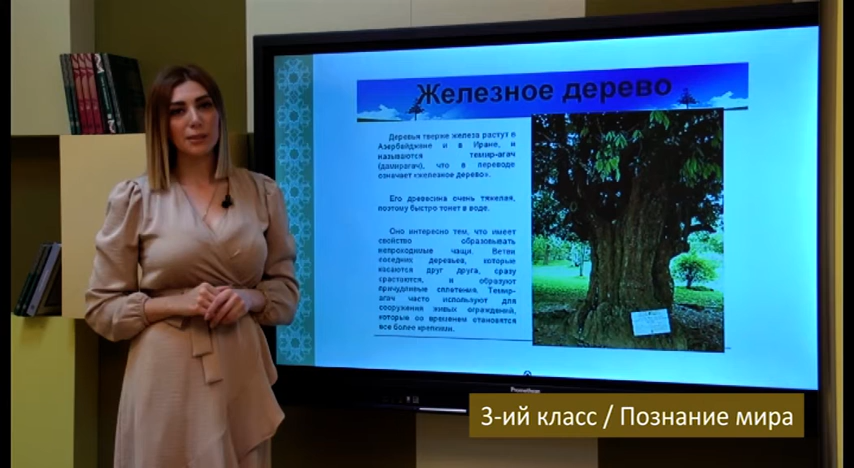 Железное дерево
Деревья тверже железа растут в
Азербайджане и в Иране, и
называются темир-агач
(дамирагач), что в переводе
означает «железное дерево».
Его древесина очень тяжелая,
поэтому быстро тонет в воде.
Оно интересно тем, что имеет
свойство образовывать
непроходимые чащи. Ветви
соседних деревьев, которые
касаются друг друга, сразу
срастаются, и образуют
причудливые сплетения. Темир-
агач часто используют для
сооружения живых ограждений,
которые со временем становятся
все более крепкими.
Promethean
3-ий класс / Познание мира